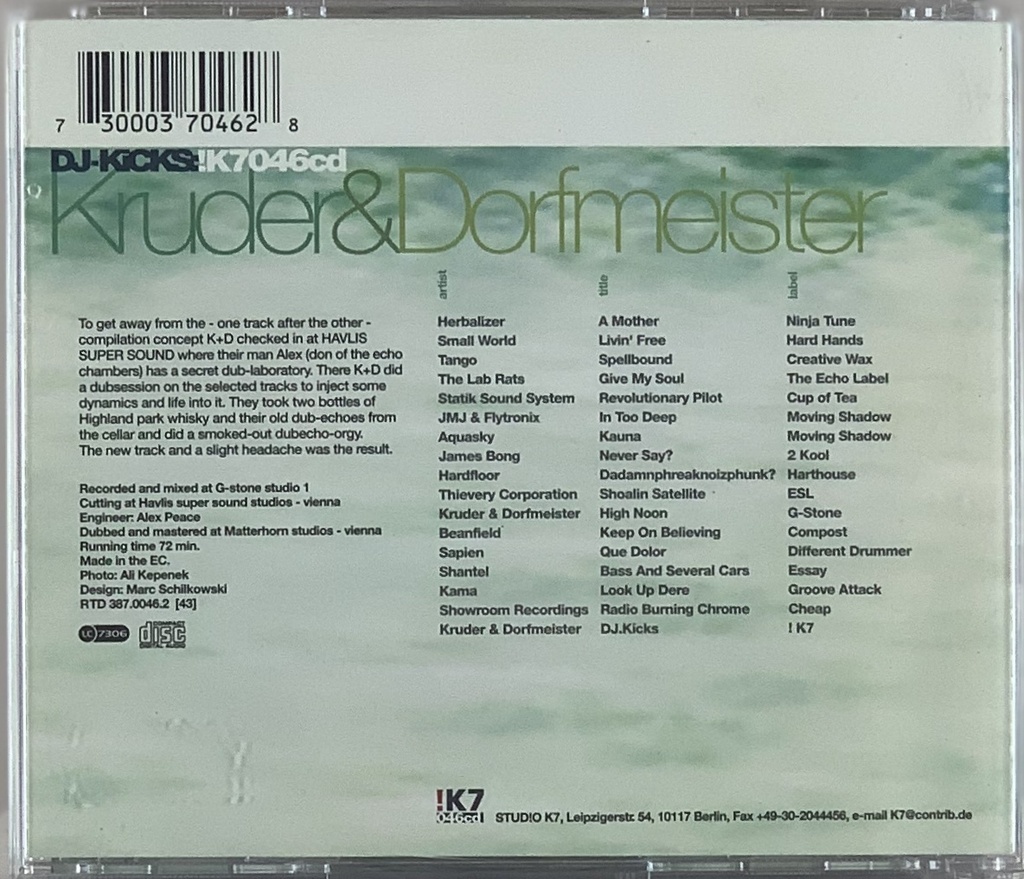 7 30003 70462 8
DJ-KiCKS:!K7046cd
Kruder&Dorfmeister
To get away from the - one track after the other -
compilation concept K+D checked in at HAVLIS
SUPER SOUND where their man Alex (don of the echo
chambers) has a secret dub-laboratory. There K+D did
a dubsession on the selected tracks to inject some
dynamics and life into it. They took two bottles of
Highland park whisky and their old dub-echoes from
the cellar and did a smoked-out dubecho-orgy.
The new track and a slight headache was the result.
Recorded and mixed at G-stone studio 1
Cutting at Havlis super sound studios - vienna
Engineer: Alex Peace
Dubbed and mastered at Matterhorn studios - vienna
Running time 72 min.
Made in the EC.
Photo: Ali Kepenek
Design: Marc Schilkowski
RTD 387.0046.2 [43]
LC 7306 COMPACT disc DIGITAL AUDIO
artist title label
Herbalizer A Mother Ninja Tune
Small World Livin' Free Hard Hands
Tango Spellbound Creative Wax
The Lab Rats Give My Soul The Echo Label
Statik Sound System Revolutionary Pilot Cup of Tea
JMJ & Flytronix In Too Deep Moving Shadow
Aquasky Kauna Moving Shadow
James Bong Never Say? 2 Kool
Hardfloor Dadamnphreaknoizphunk? Harthouse
Thievery Corporation Shoalin Satellite ESL
Kruder & Dorfmeister High Noon G-Stone
Beanfield Keep On Believing Compost
Sapien Que Dolor Different Drummer
Shantel Bass And Several Cars Essay
Kama Look Up Dere Groove Attack
Showroom Recordings Radio Burning Chrome Cheap
Kruder & Dorfmeister DJ.Kicks ! K7
!K7
046cd STUD!O K7, Leipzigerstr. 54, 10117 Berlin, Fax +49-30-2044456, e-mail K7@contrib.de